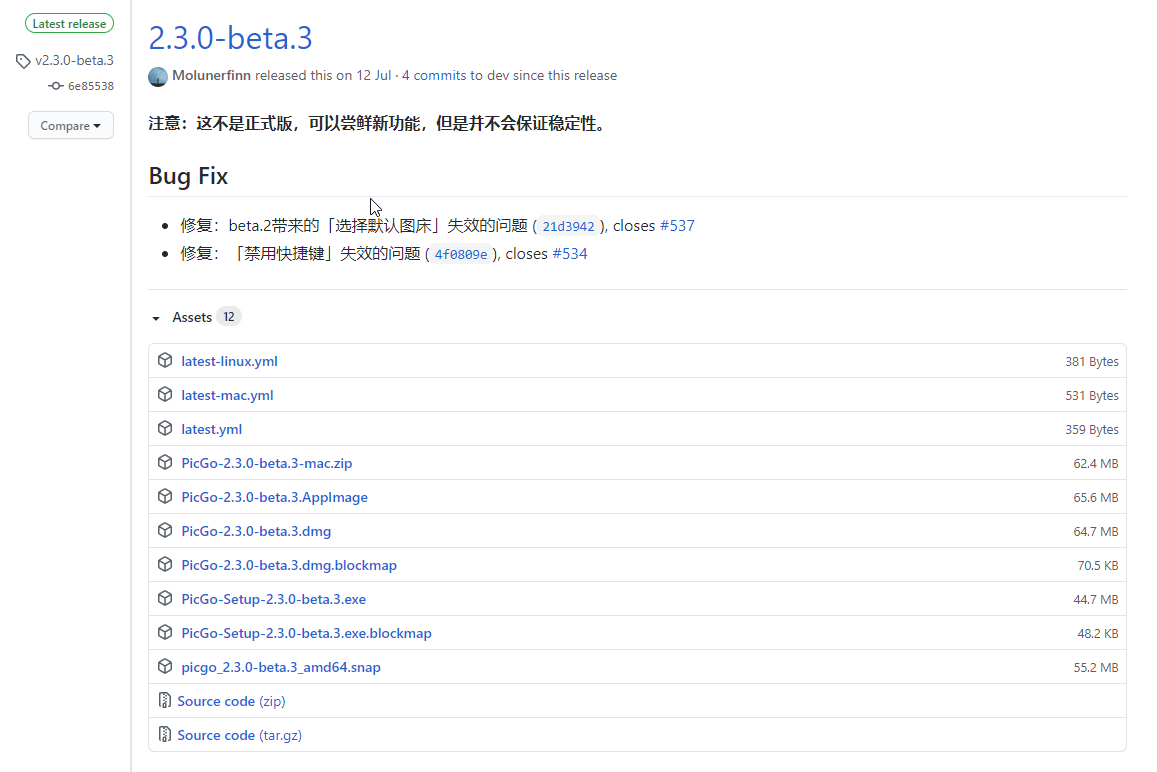 Latest release
v2.3.0-beta.3
6e85538
Compare
2.3.0-beta.3
Molunerfinn released this on 12 Jul · 4 commits to dev since this release
注意：这不是正式版，可以尝鲜新功能，但是并不会保证稳定性。
Bug Fix
修复：beta.2带来的「选择默认图床」失效的问题 ( 21d3942 ), closes #537
修复：「禁用快捷键」失效的问题 ( 4f0809e ), closes #534
Assets 12
latest-linux.yml 381 Bytes
latest-mac.yml 531 Bytes
latest.yml 359 Bytes
PicGo-2.3.0-beta.3-mac.zip 62.4 MB
PicGo-2.3.0-beta.3.AppImage 65.6 MB
PicGo-2.3.0-beta.3.dmg 64.7 MB
PicGo-2.3.0-beta.3.dmg.blockmap 70.5 KB
PicGo-Setup-2.3.0-beta.3.exe 44.7 MB
PicGo-Setup-2.3.0-beta.3.exe.blockmap 48.2 KB
picgo_2.3.0-beta.3_amd64.snap 55.2 MB
Source code (zip)
Source code (tar.gz)